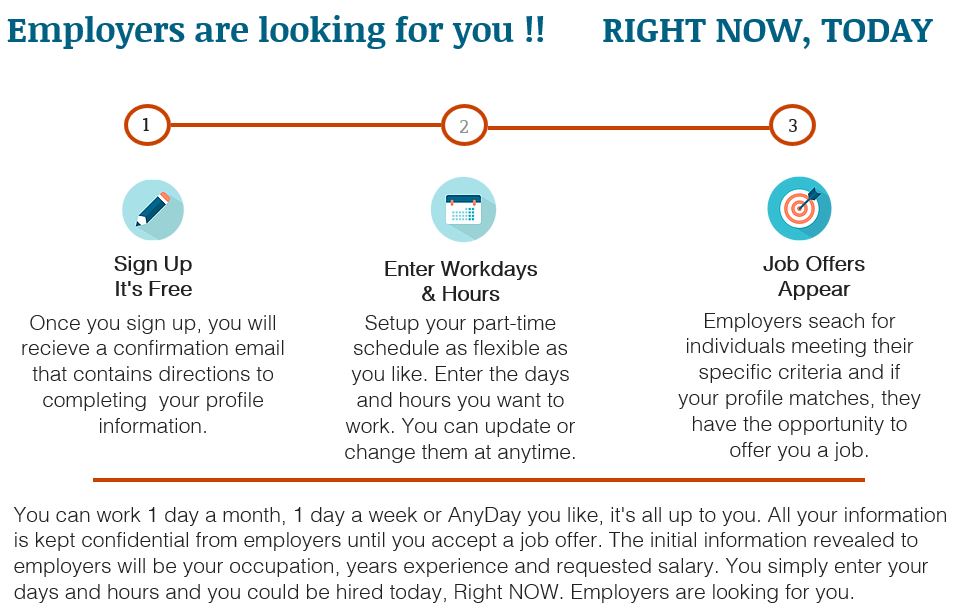 Employers are looking for you !! RIGHT NOW, TODAY
1 2 3
Sign Up
It's Free
Once you sign up, you will
recieve a confirmation email
that contains directions to
completing your profile
information.
Enter Workdays
& Hours
Setup your part-time
schedule as flexible as
you like. Enter the days
and hours you want to
work. You can update or
change them at anytime.
Job Offers
Appear
Employers seach for
individuals meeting their
specific criteria and if
your profile matches, they
have the opportunity to
offer you a job.
You can work 1 day a month, 1 day a week or AnyDay you like, it's all up to you. All your information
is kept confidential from employers until you accept a job offer. The initial information revealed to
employers will be your occupation, years experience and requested salary. You simply enter your
days and hours and you could be hired today, Right NOW. Employers are looking for you.